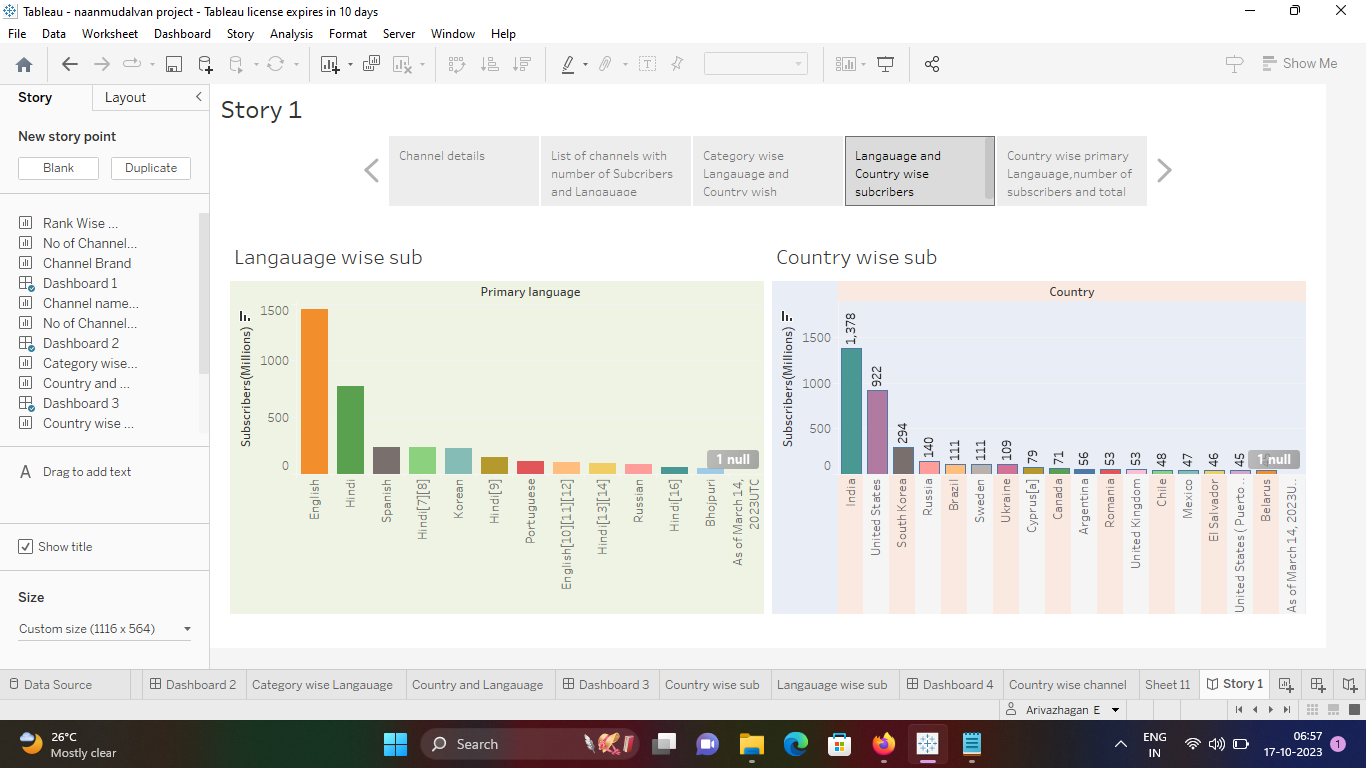 Tableau - naanmudalvan project - Tableau license expires in 10 days
File Data Worksheet Dashboard Story Analysis Format Server Window Help
Show Me
Story Layout
New story point
Blank Duplicate
Rank Wise ...
No of Channel...
Channel Brand
Dashboard 1
Channel name...
No of Channel...
Dashboard 2
Category wise...
Country and ...
Dashboard 3
Country wise ...
Drag to add text
Show title
Size
Custom size (1116 x 564)
Story 1
Channel details
List of channels with
number of Subcribers
and Langauage
Category wise
Langauage and
Country wish
Langauage and
Country wise
subcribers
Country wise primary
Langauage,number of
subscribers and total
Langauage wise sub
Primary language
Subscribers(Millions)
1500
1000
500
0
1 null
English
Hindi
Spanish
Hindi[7][8]
Korean
Hindi[9]
Portuguese
English[10][11][12]
Hindi[13][14]
Russian
Hindi[16]
Bhojpuri
As of March 14,
2023UTC
Country wise sub
Country
Subscribers(Millions)
1500
1000
500
0
1,378
922
294
140
111
111
109
79
71
56
53
53
48
47
46
45
1 null
India
United States
South Korea
Russia
Brazil
Sweden
Ukraine
Cyprus[a]
Canada
Argentina
Romania
United Kingdom
Chile
Mexico
El Salvador
United States ( Puerto ..
Belarus
As of March 14, 2023U..
Data Source Dashboard 2 Category wise Langauage Country and Langauage Dashboard 3 Country wise sub Langauage wise sub Dashboard 4 Country wise channel Sheet 11 Story 1
Arivazhagan E
26°C
Mostly clear
Search
ENG
IN
06:57
17-10-2023
1